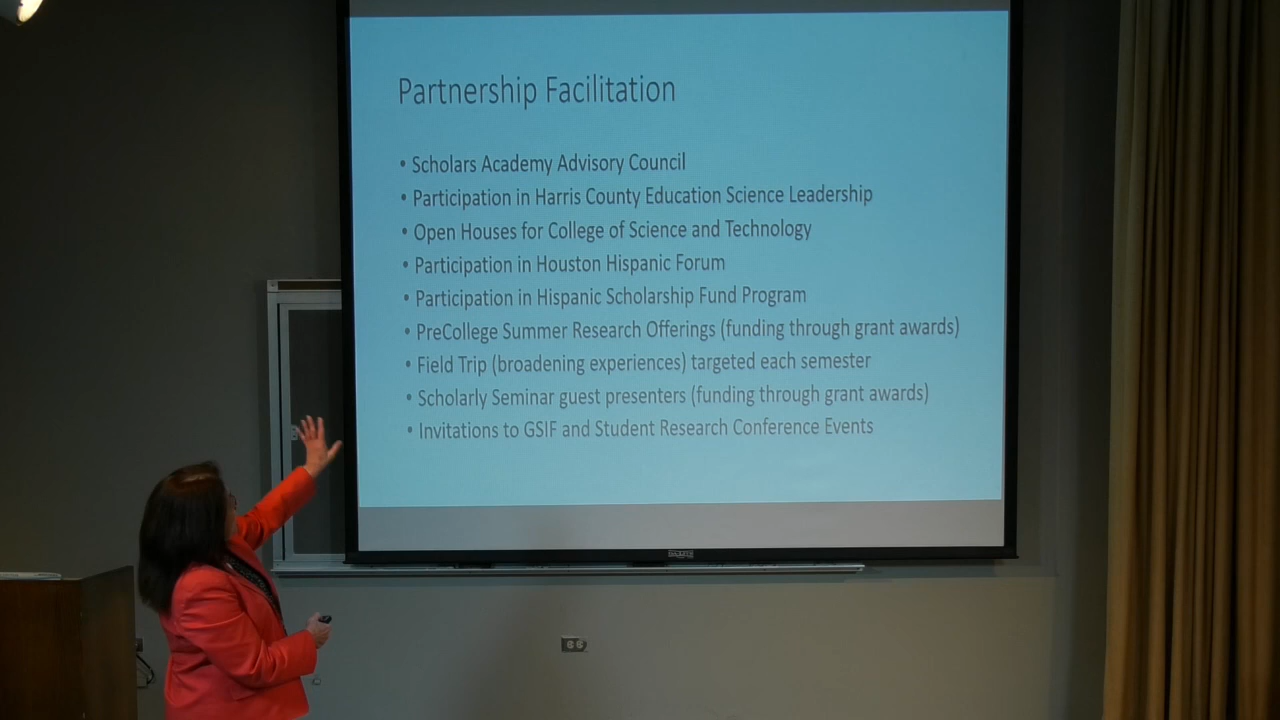 Partnership Facilitation
• Scholars Academy Advisory Council
• Participation in Harris County Education Science Leadership
• Open Houses for College of Science and Technology
• Participation in Houston Hispanic Forum
• Participation in Hispanic Scholarship Fund Program
• PreCollege Summer Research Offerings (funding through grant awards)
• Field Trip (broadening experiences) targeted each semester
• Scholarly Seminar guest presenters (funding through grant awards)
• Invitations to GSIF and Student Research Conference Events